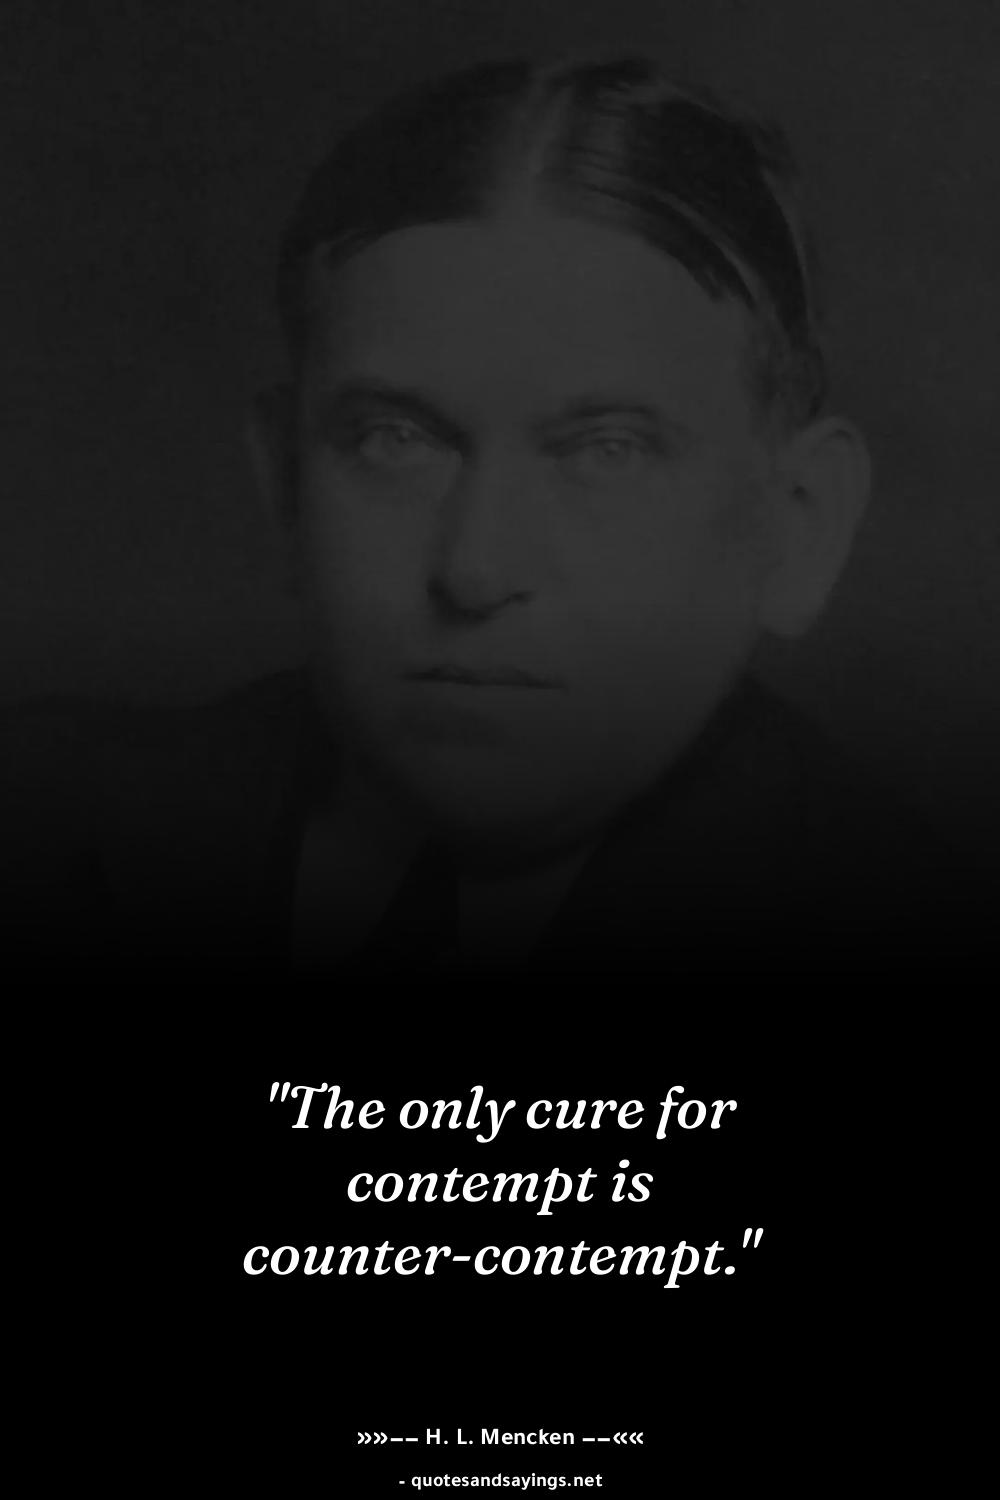 "The only cure for
contempt is
counter-contempt."
»»–– H. L. Mencken ––««
- quotesandsayings.net